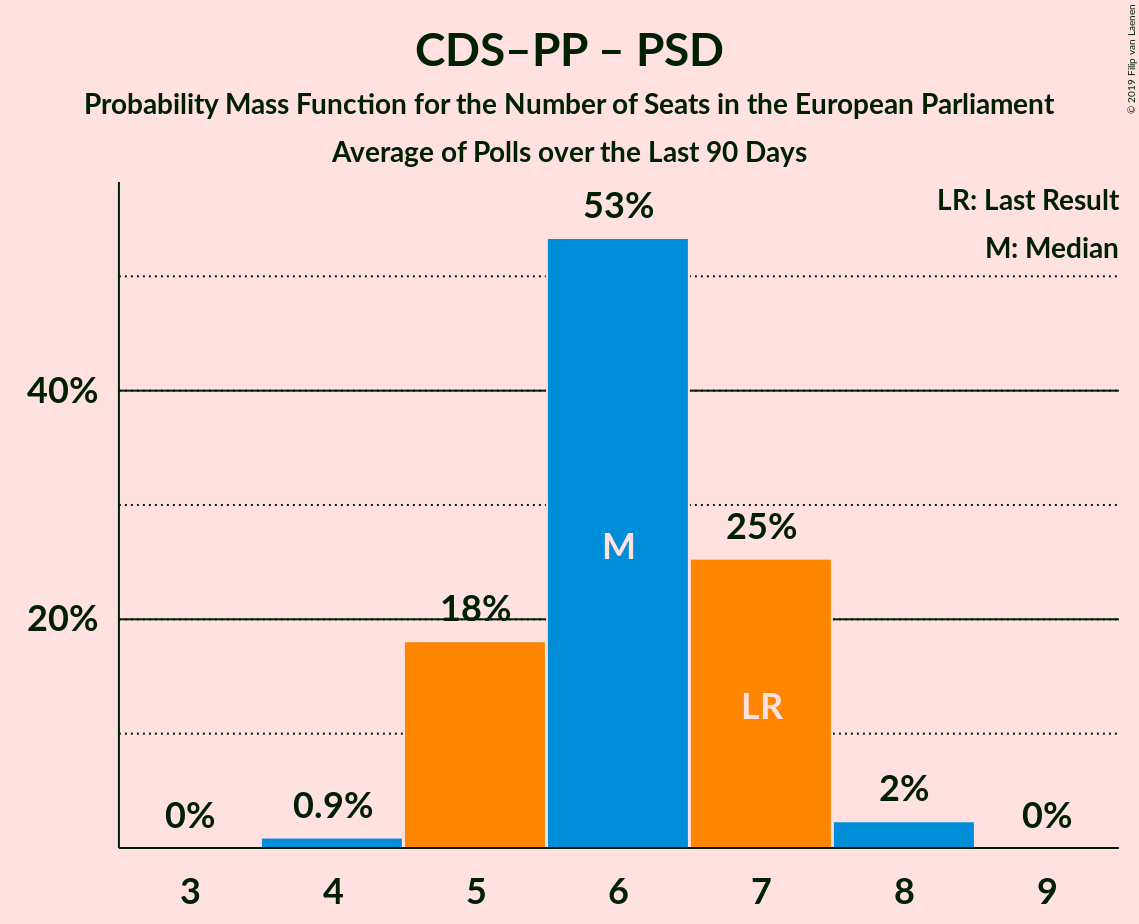 CDS–PP – PSD
Probability Mass Function for the Number of Seats in the European Parliament
Average of Polls over the Last 90 Days
© 2019 Filip van Laenen
LR: Last Result
M: Median
53%
40%
25%
M
18%
20%
LR
0%
0.9%
2%
0%
3
4
5
6
7
8
9